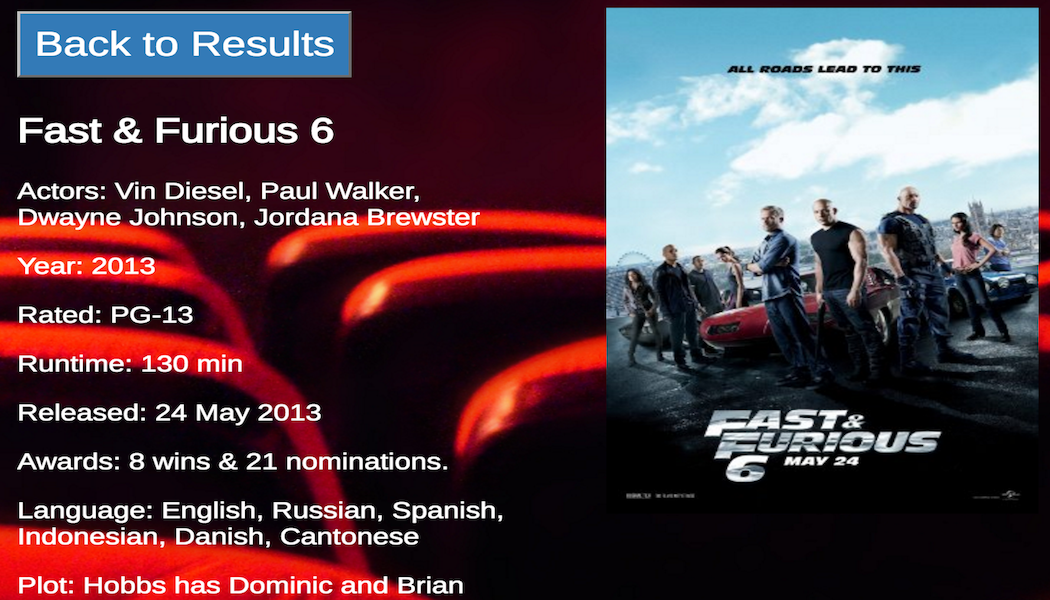 Back to Results
Fast & Furious 6
Actors: Vin Diesel, Paul Walker,
Dwayne Johnson, Jordana Brewster
Year: 2013
Rated: PG-13
Runtime: 130 min
Released: 24 May 2013
Awards: 8 wins & 21 nominations.
Language: English, Russian, Spanish,
Indonesian, Danish, Cantonese
Plot: Hobbs has Dominic and Brian
ALL ROADS LEAD TO THIS
FAST &
FURIOUS
6 MAY 24